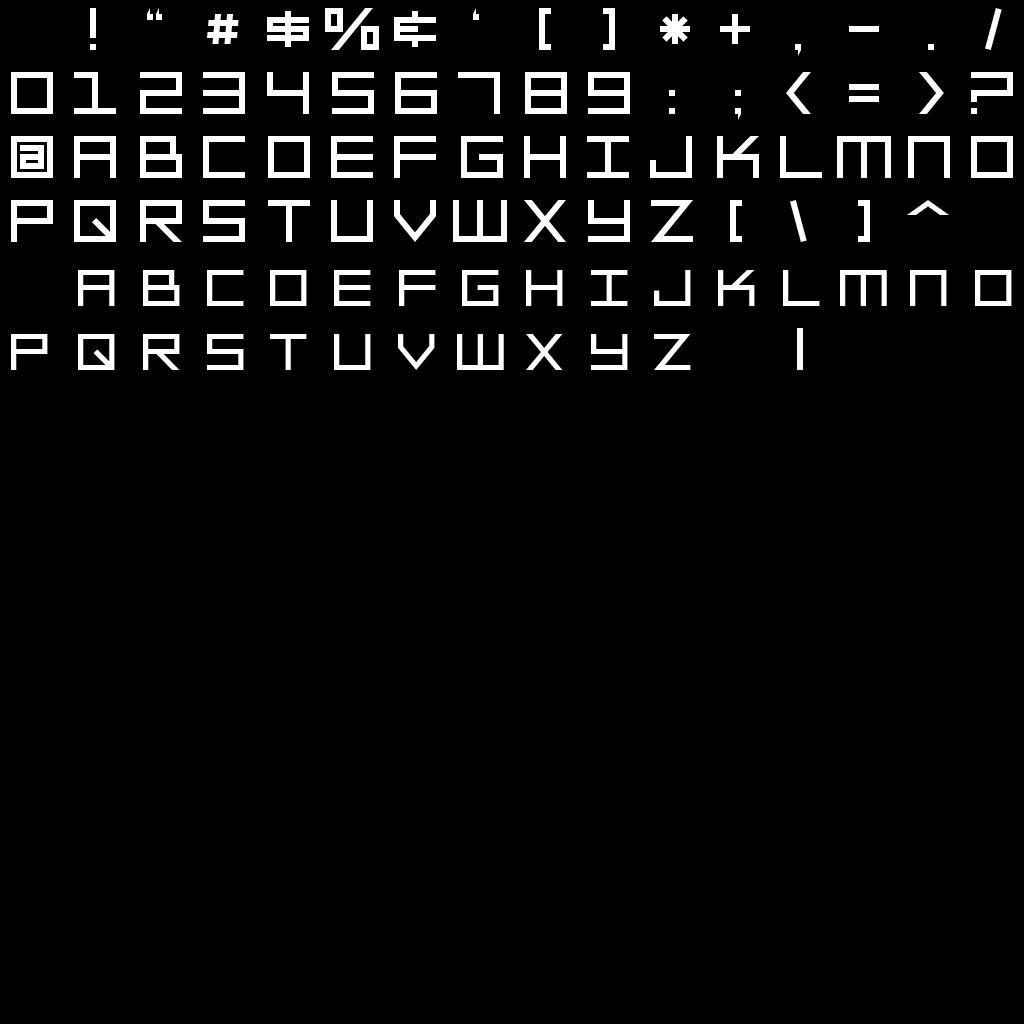 ! " # $ % & ' [ ] * + , - . /
0 1 2 3 4 5 6 7 8 9 : ; < = > ?
@ A B C D E F G H I J K L M N O
P Q R S T U V W X Y Z [ \ ] ^
A B C D E F G H I J K L M N O
P Q R S T U V W X Y Z |